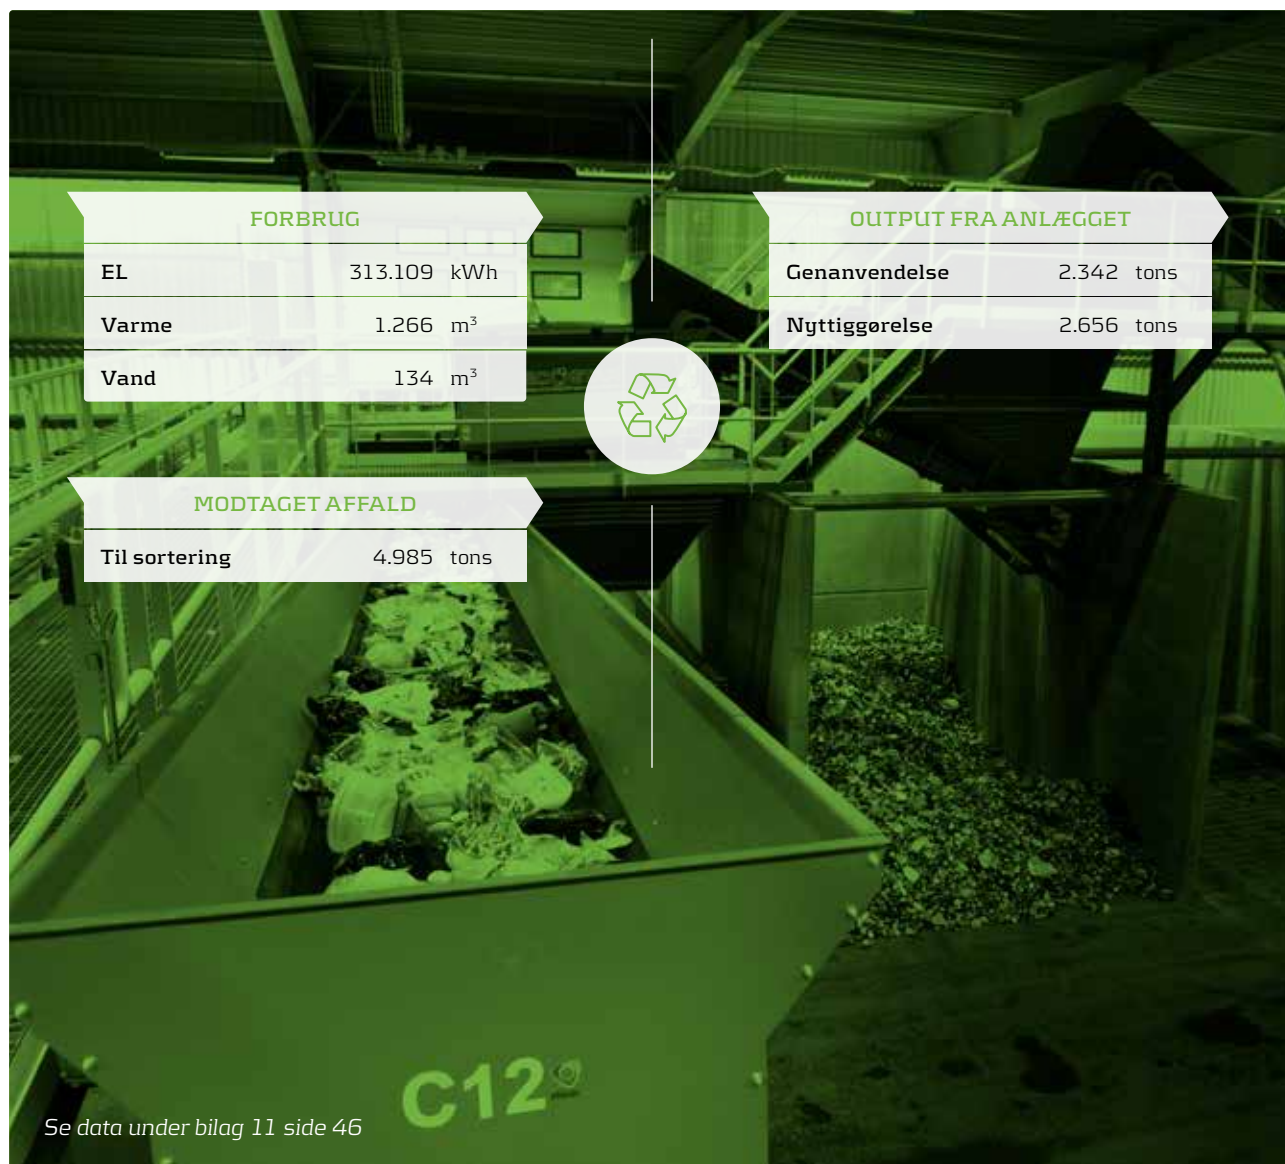 FORBRUG
EL 313.109 kWh
Varme 1.266 m³
Vand 134 m³
MODTAGET AFFALD
Til sortering 4.985 tons
OUTPUT FRA ANLÆGGET
Genanvendelse 2.342 tons
Nyttiggørelse 2.656 tons
C12
Se data under bilag 11 side 46